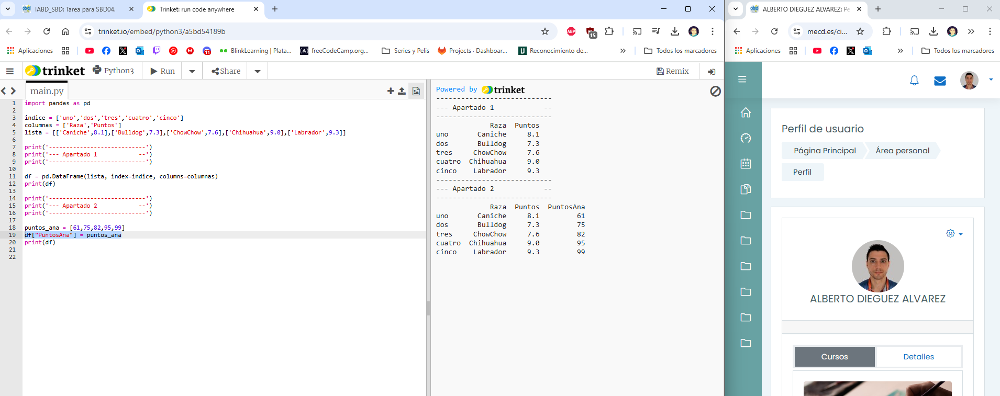 IABD_SBD: Tarea para SBD04.
Trinket: run code anywhere
trinket.io/embed/python3/a5bd54189b
ABP
15
Aplicaciones
11
BlinkLearning | Plata...
freeCodeCamp.org...
Series y Pelis
Projects · Dashboar...
Reconocimiento de...
Todos los marcadores
trinket
Python3
Run
Share
Remix
main.py
1 import pandas as pd
2
3 indice = ['uno','dos','tres','cuatro','cinco']
4 columnas = ['Raza','Puntos']
5 lista = [['Caniche',8.1],['Bulldog',7.3],['ChowChow',7.6],['Chihuahua',9.0],['Labrador',9.3]]
6
7 print('----------------------------')
8 print('--- Apartado 1            --')
9 print('----------------------------')
10
11 df = pd.DataFrame(lista, index=indice, columns=columnas)
12 print(df)
13
14 print('----------------------------')
15 print('--- Apartado 2            --')
16 print('----------------------------')
17
18 puntos_ana = [61,75,82,95,99]
19 df["PuntosAna"] = puntos_ana
20 print(df)
21
22
Powered by trinket
----------------------------
--- Apartado 1            --
----------------------------
Raza Puntos
uno Caniche 8.1
dos Bulldog 7.3
tres ChowChow 7.6
cuatro Chihuahua 9.0
cinco Labrador 9.3
----------------------------
--- Apartado 2            --
----------------------------
Raza Puntos PuntosAna
uno Caniche 8.1 61
dos Bulldog 7.3 75
tres ChowChow 7.6 82
cuatro Chihuahua 9.0 95
cinco Labrador 9.3 99
ALBERTO DIEGUEZ ALVAREZ: Pe
mecd.es/ci...
Aplicaciones
Todos los marcadores
Perfil de usuario
Página Principal
Área personal
Perfil
ALBERTO DIEGUEZ ALVAREZ
Cursos
Detalles